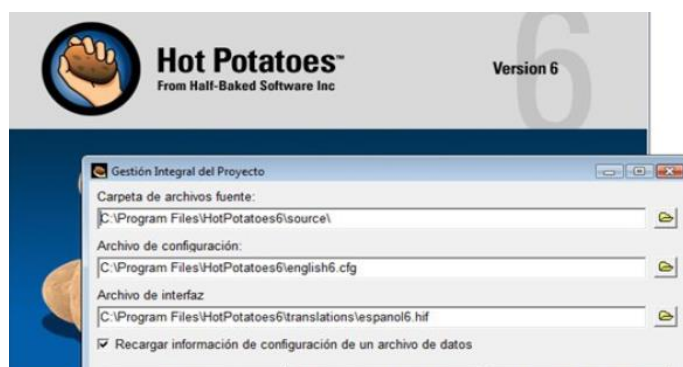 Hot Potatoes™
From Half-Baked Software Inc
Version 6
6
Gestión Integral del Proyecto
Carpeta de archivos fuente:
C:\Program Files\HotPotatoes6\source\
Archivo de configuración:
C:\Program Files\HotPotatoes6\english6.cfg
Archivo de interfaz
C:\Program Files\HotPotatoes6\translations\espanol6.hif
Recargar información de configuración de un archivo de datos